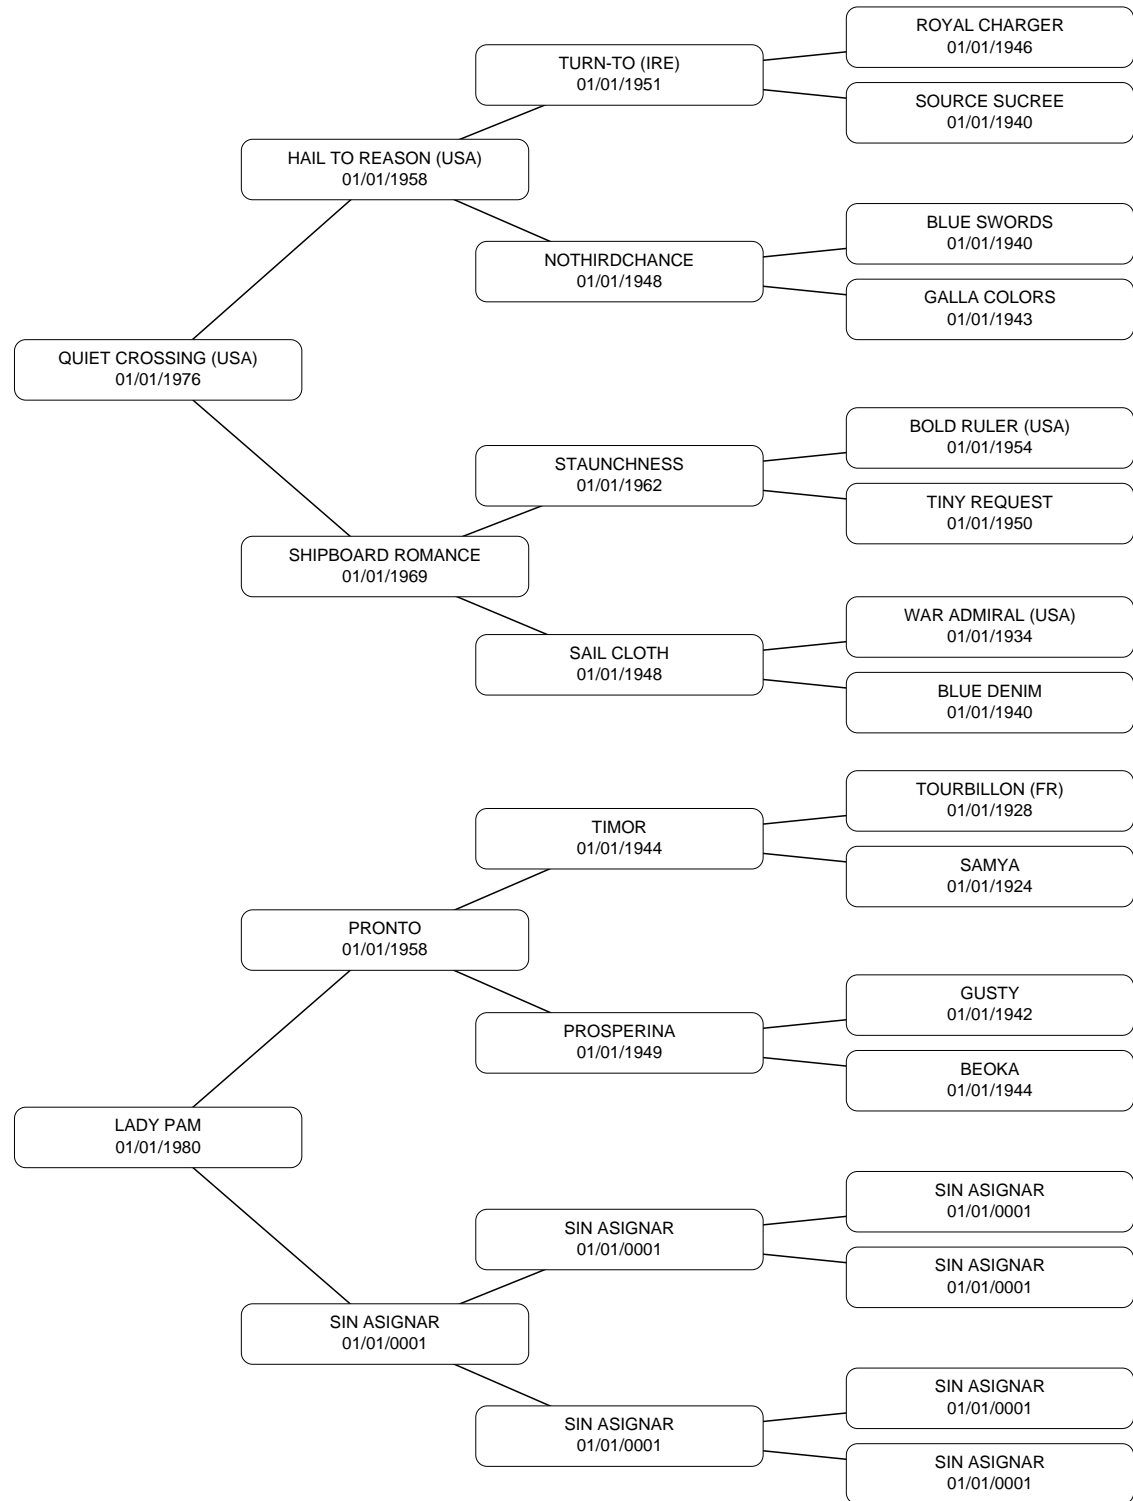 ROYAL CHARGER
01/01/1946
TURN-TO (IRE)
01/01/1951
SOURCE SUCREE
01/01/1940
HAIL TO REASON (USA)
01/01/1958
BLUE SWORDS
01/01/1940
NOTHIRDCHANCE
01/01/1948
GALLA COLORS
01/01/1943
QUIET CROSSING (USA)
01/01/1976
BOLD RULER (USA)
01/01/1954
STAUNCHNESS
01/01/1962
TINY REQUEST
01/01/1950
SHIPBOARD ROMANCE
01/01/1969
WAR ADMIRAL (USA)
01/01/1934
SAIL CLOTH
01/01/1948
BLUE DENIM
01/01/1940
TOURBILLON (FR)
01/01/1928
TIMOR
01/01/1944
SAMYA
01/01/1924
PRONTO
01/01/1958
GUSTY
01/01/1942
PROSPERINA
01/01/1949
BEOKA
01/01/1944
LADY PAM
01/01/1980
SIN ASIGNAR
01/01/0001
SIN ASIGNAR
01/01/0001
SIN ASIGNAR
01/01/0001
SIN ASIGNAR
01/01/0001
SIN ASIGNAR
01/01/0001
SIN ASIGNAR
01/01/0001
SIN ASIGNAR
01/01/0001